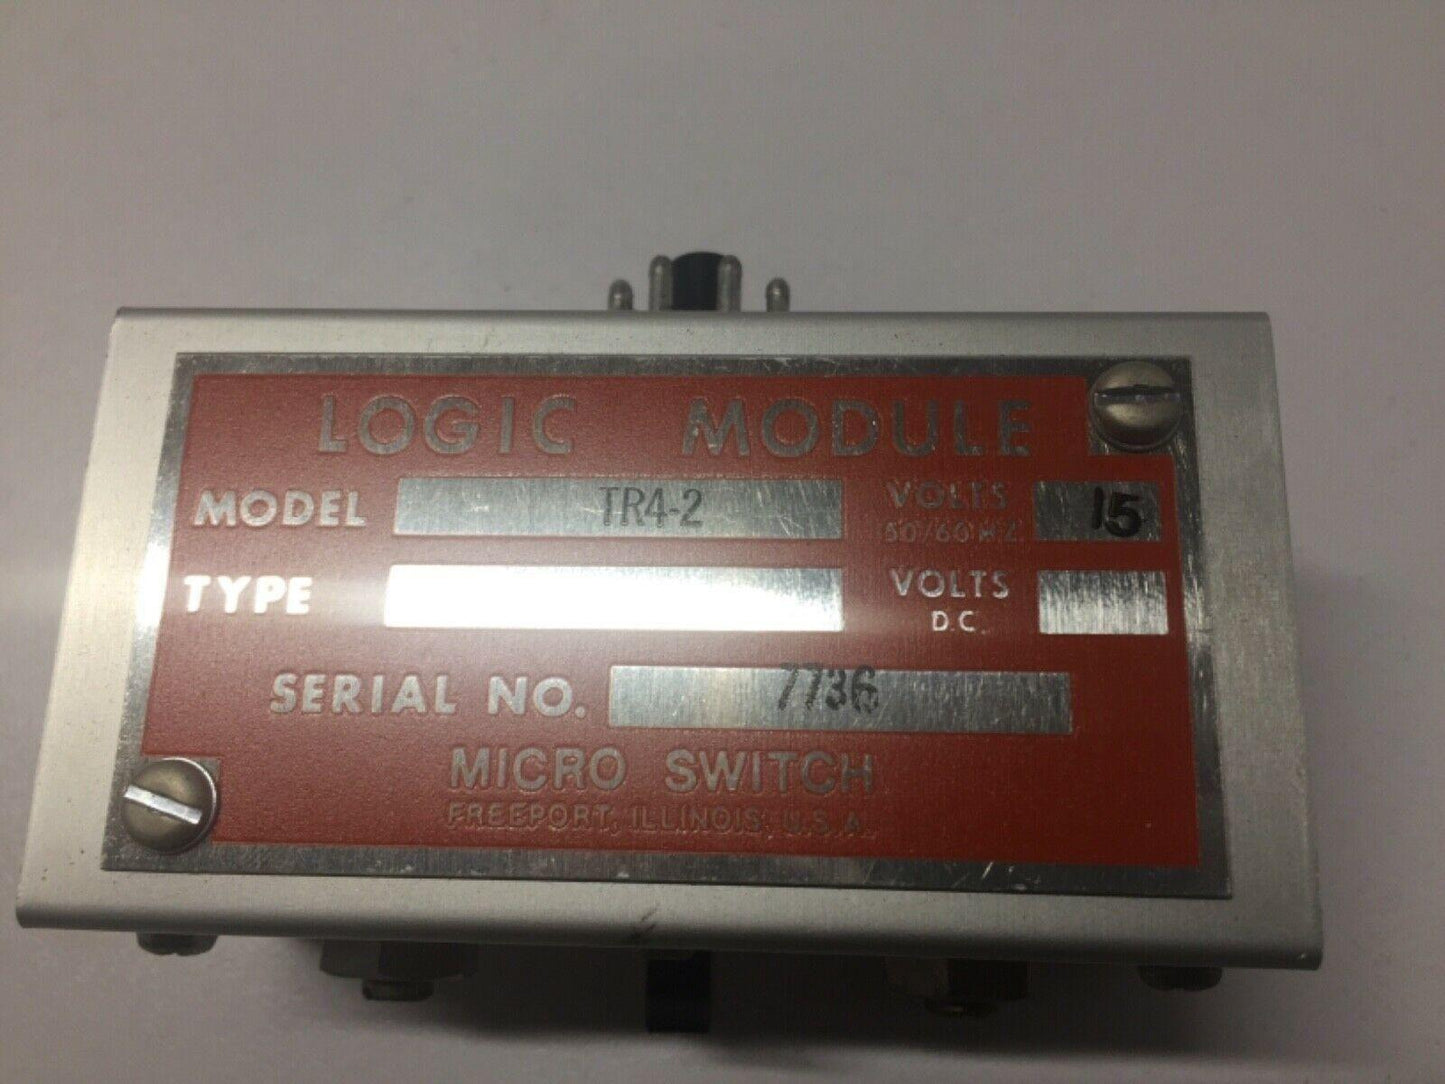 LOGIC MODULE
MODEL TR4-2 VOLTS 50/60 HZ. 15
TYPE VOLTS D.C.
SERIAL NO. 7736
MICRO SWITCH
FREEPORT, ILLINOIS, U.S.A.